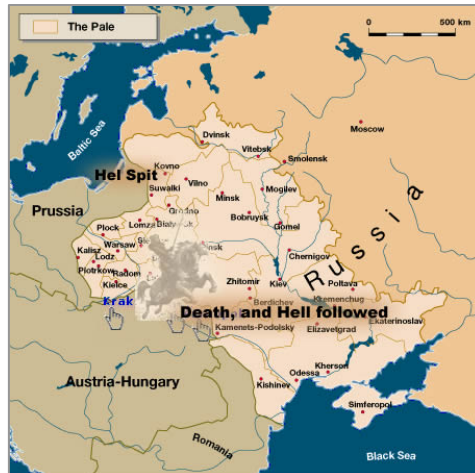 The Pale
0 500 km
Baltic Sea
Moscow
Dvinsk
Vitebsk
Smolensk
Kovno
Hel Spit
Vilno
Suwalki
Minsk
Mogilev
Prussia
Grodno
Bobruysk
Lomza
Bialystok
Plock
Gomel
Russia
Kalisz
Warsaw
Lodz
Chernigov
Piotrkow
Radom
Kielce
Zhitomir
Kiev
Poltava
Krak
Berdichev
Kremenchug
Death, and Hell followed
Kamenets-Podolsky
Elizavetgrad
Ekaterinoslav
Austria-Hungary
Kishinev
Odessa
Kherson
Simferopol
Romania
Black Sea